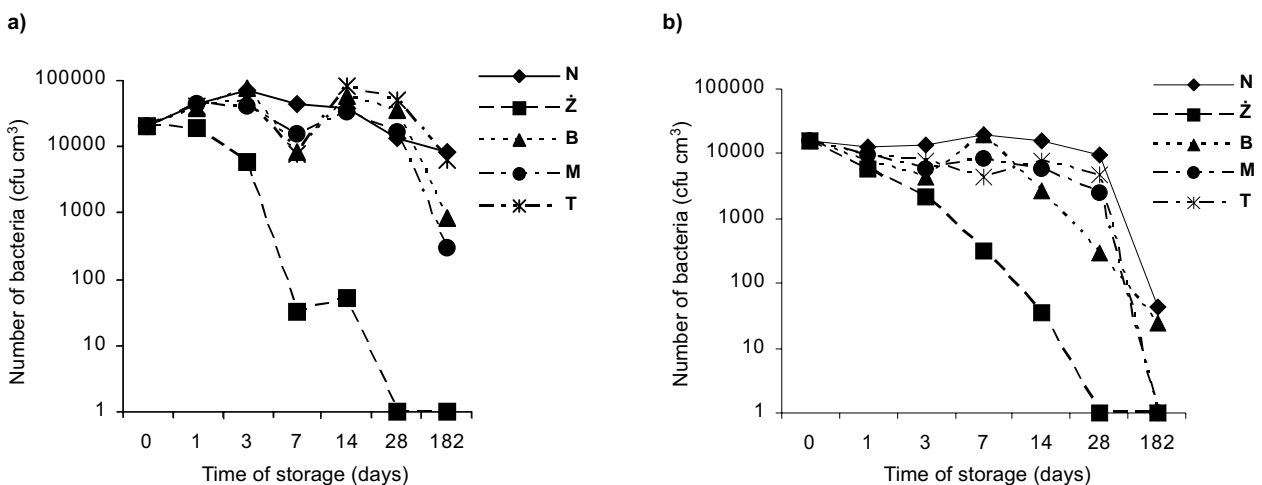 a)
Number of bacteria (cfu cm³)
100000
10000
1000
100
10
1
0 1 3 7 14 28 182
Time of storage (days)
N
Ż
B
M
T
b)
Number of bacteria (cfu cm³)
100000
10000
1000
100
10
1
0 1 3 7 14 28 182
Time of storage (days)
N
Ż
B
M
T